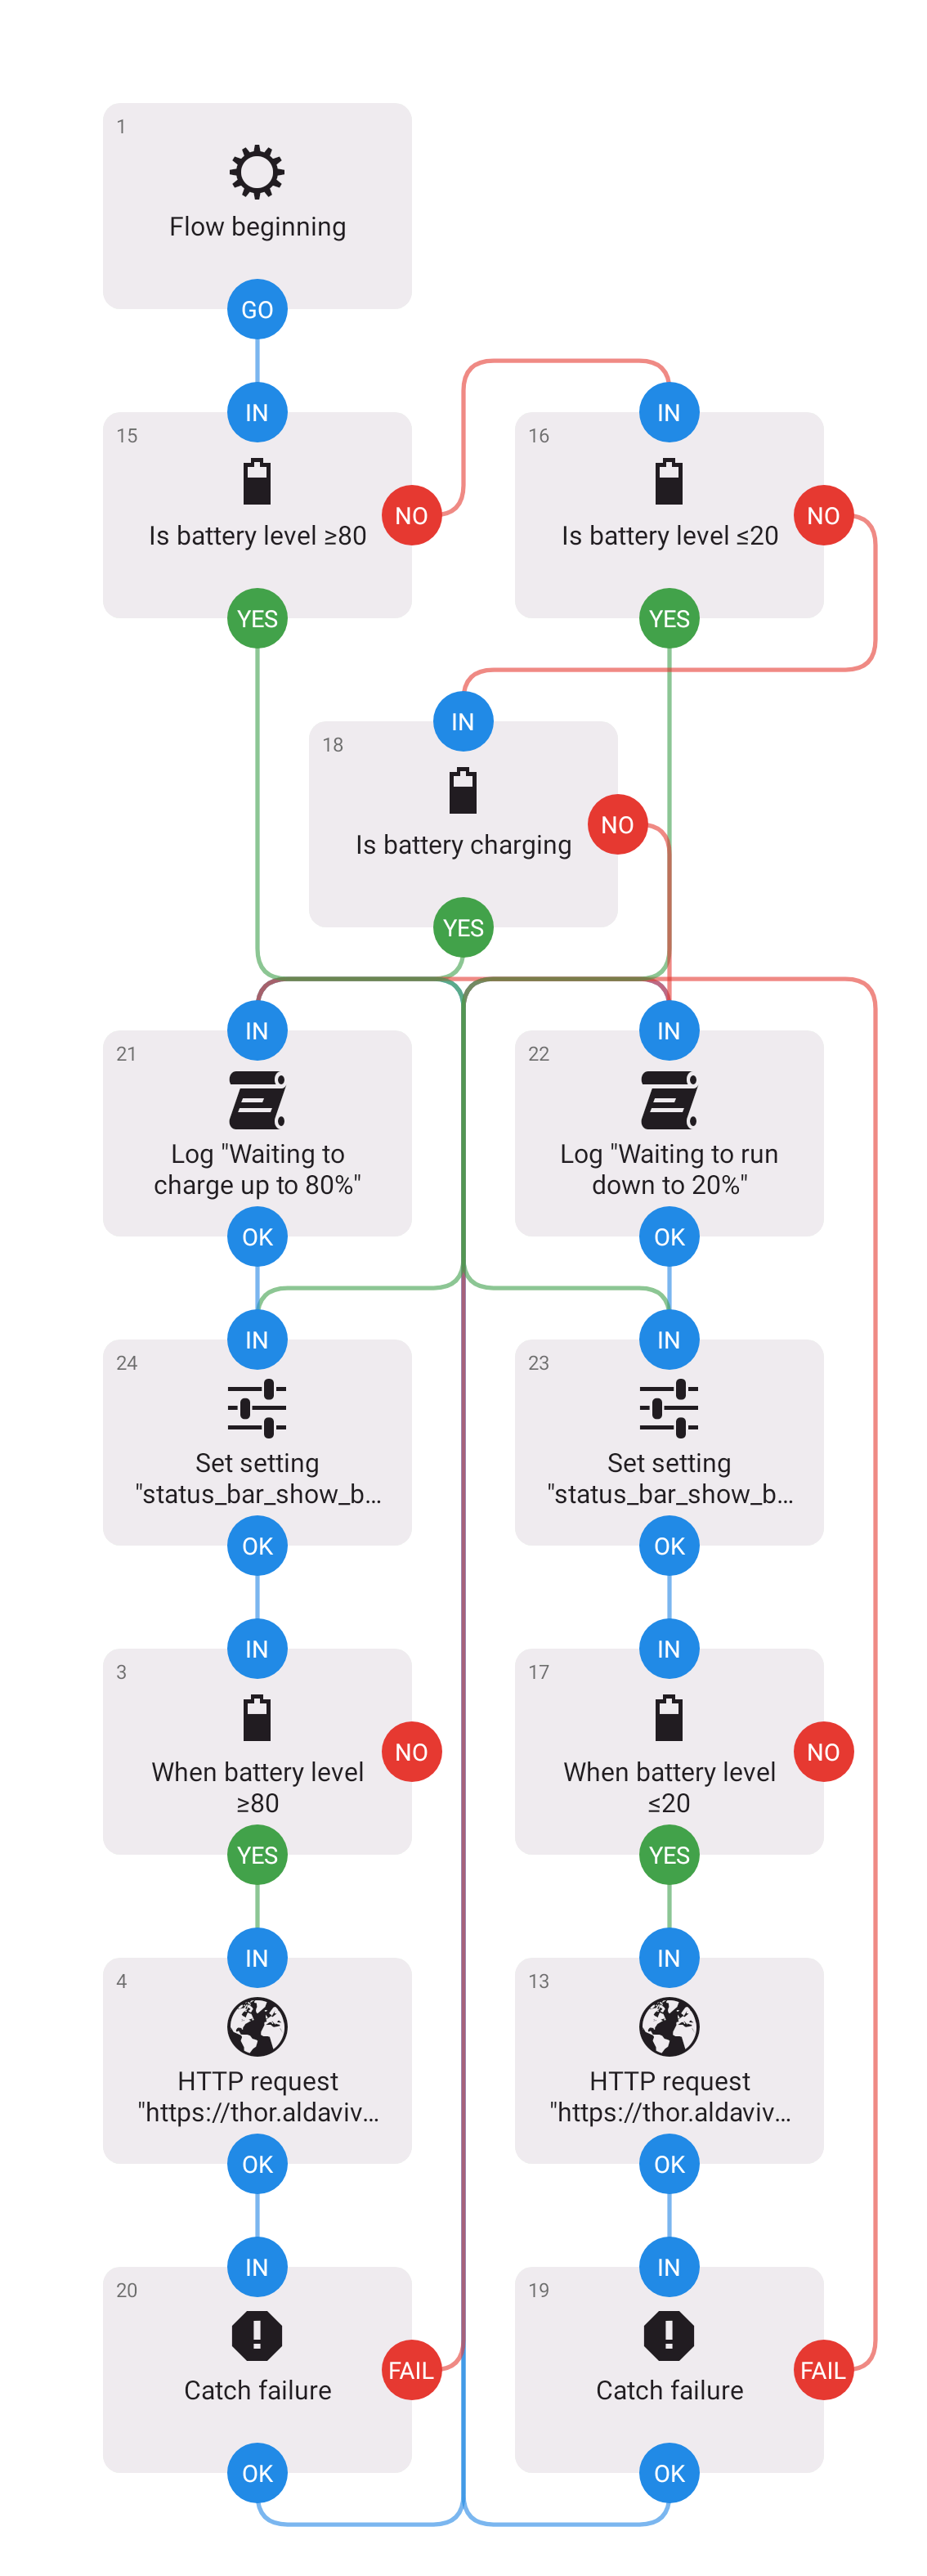 1
Flow beginning
GO
IN
IN
15
16
NO
NO
Is battery level ≥80
Is battery level ≤20
YES
YES
IN
18
NO
Is battery charging
YES
IN
IN
21
22
Log "Waiting to
charge up to 80%"
Log "Waiting to run
down to 20%"
OK
OK
IN
IN
24
23
Set setting
"status_bar_show_b...
Set setting
"status_bar_show_b...
OK
OK
IN
IN
3
17
NO
NO
When battery level
≥80
When battery level
≤20
YES
YES
IN
IN
4
13
HTTP request
"https://thor.aldaviv...
HTTP request
"https://thor.aldaviv...
OK
OK
IN
IN
20
19
FAIL
FAIL
Catch failure
Catch failure
OK
OK